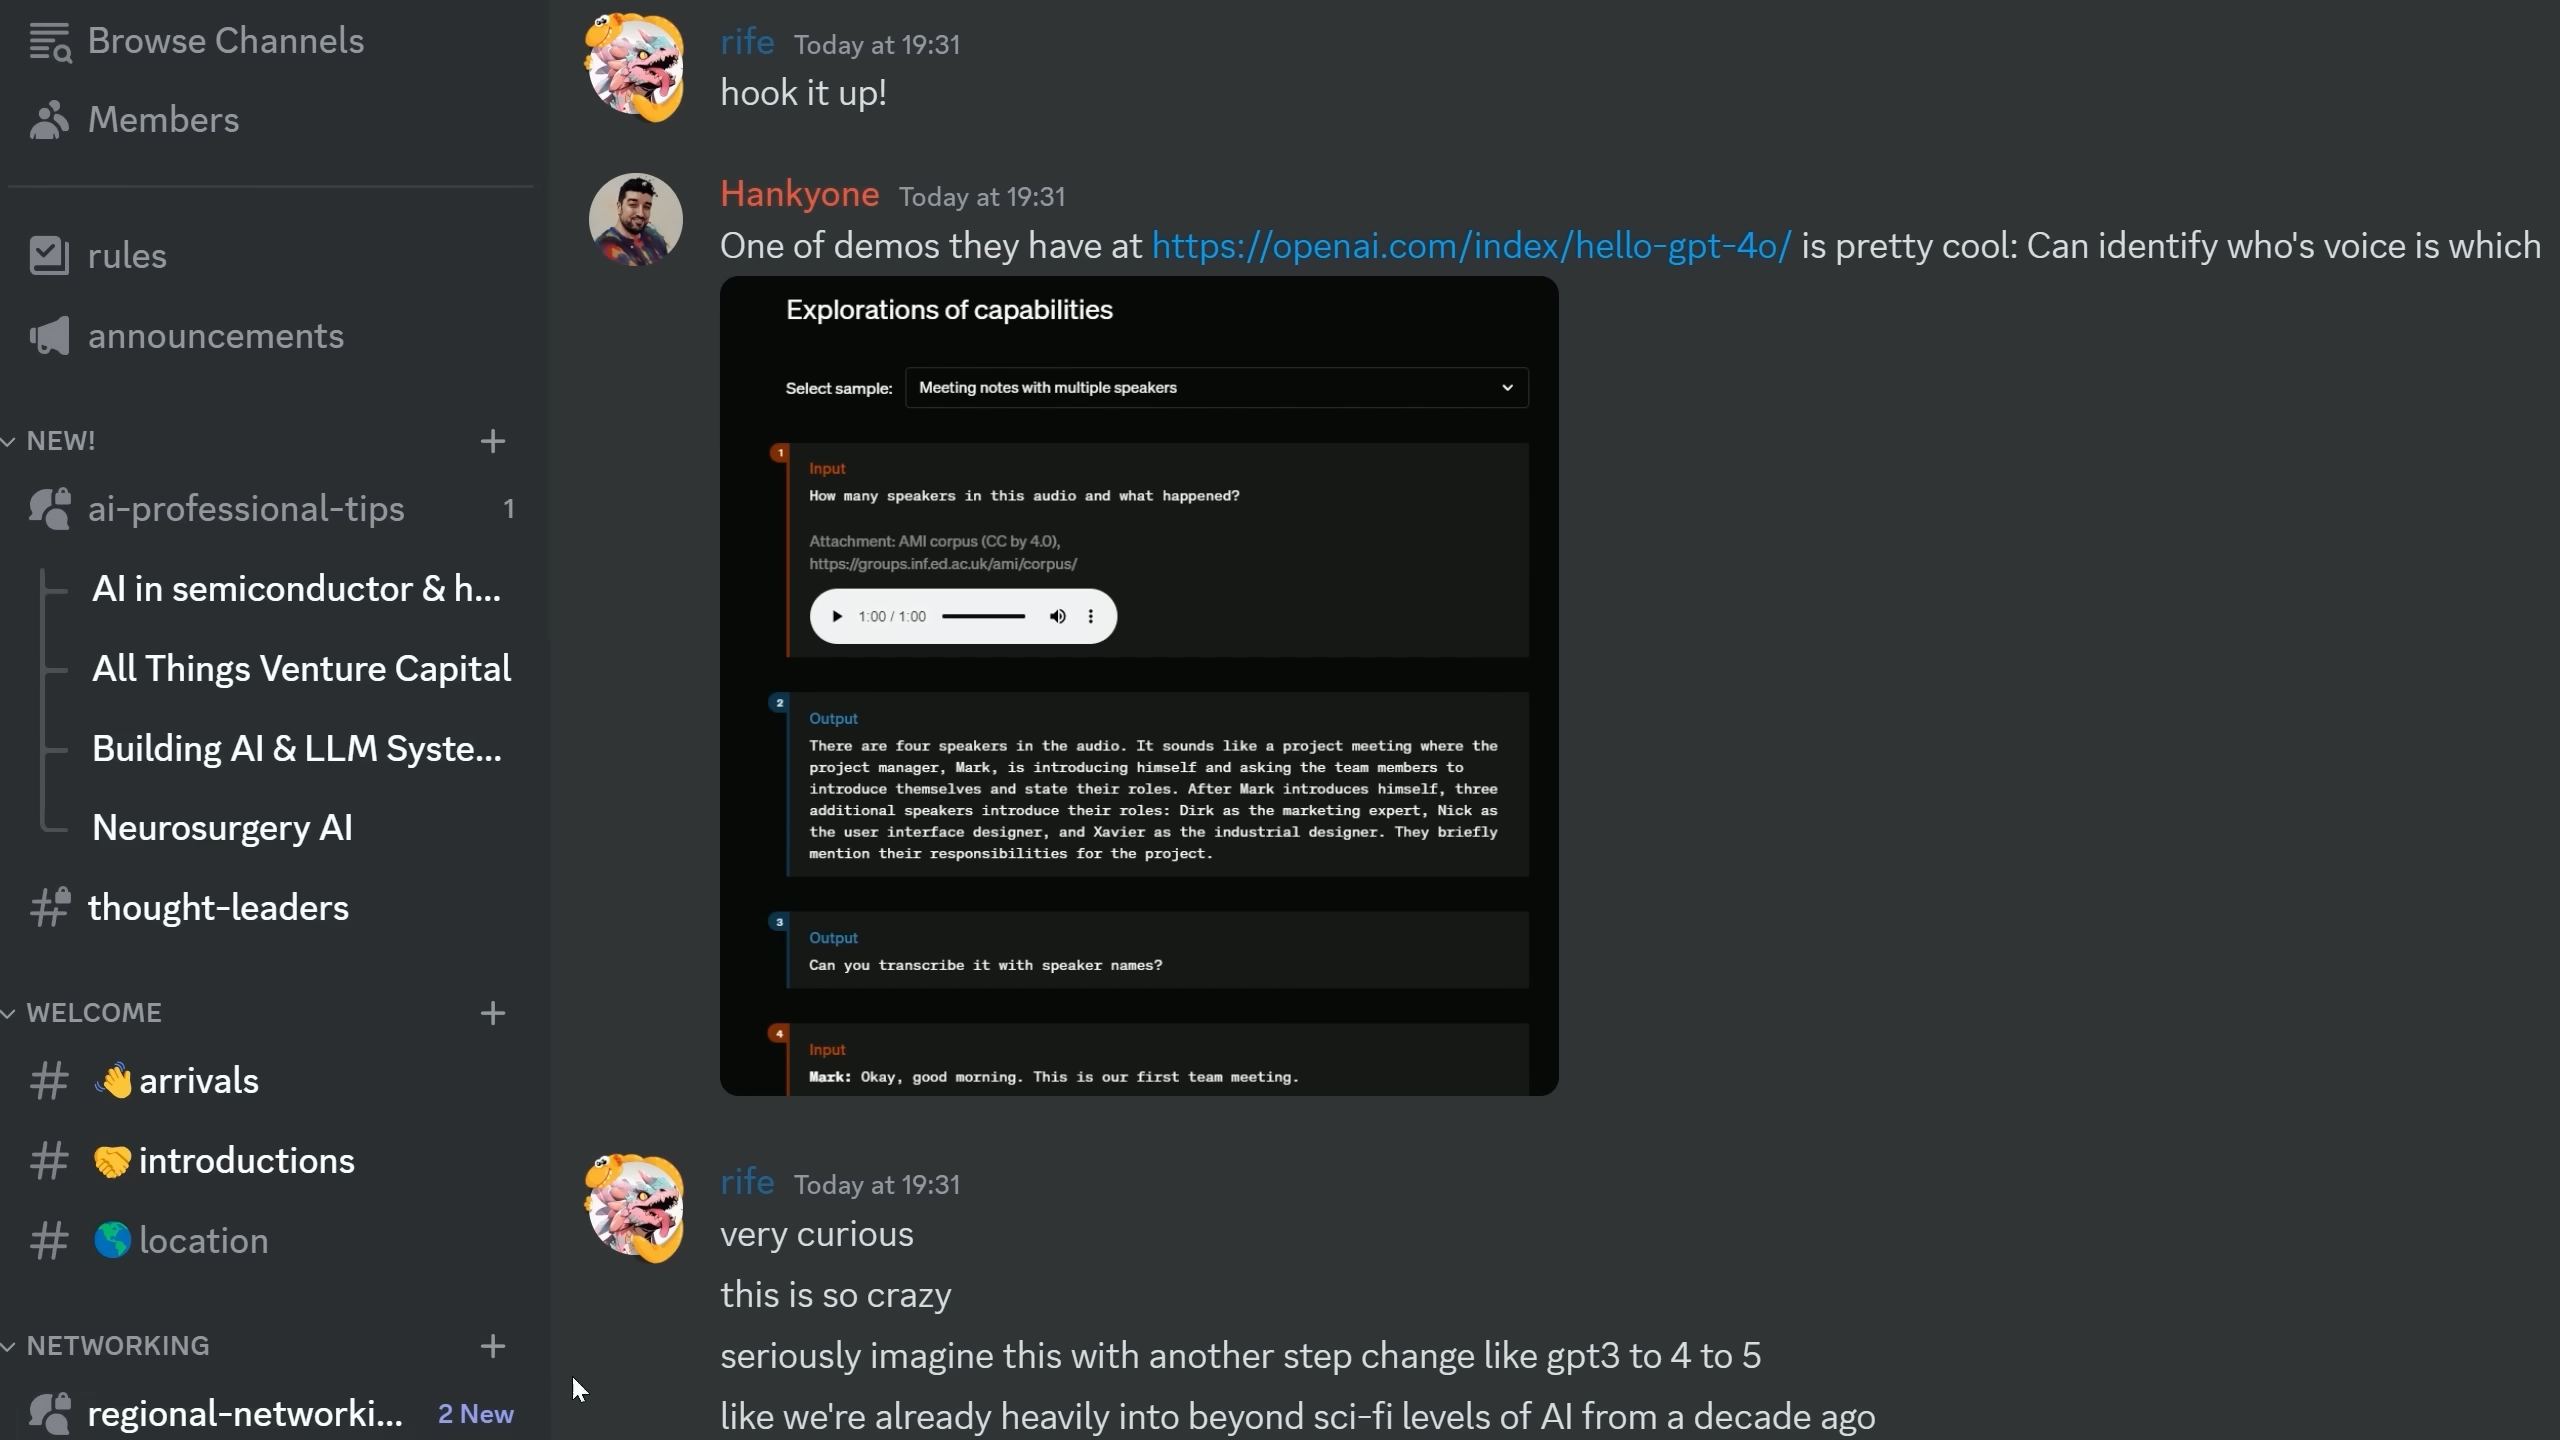 Browse Channels
Members
rules
announcements
NEW!
ai-professional-tips 1
AI in semiconductor & h...
All Things Venture Capital
Building AI & LLM Syste...
Neurosurgery AI
thought-leaders
WELCOME
👋arrivals
🤝introductions
🌎location
NETWORKING
regional-networki... 2 New
rife Today at 19:31
hook it up!
Hankyone Today at 19:31
One of demos they have at https://openai.com/index/hello-gpt-4o/ is pretty cool: Can identify who's voice is which
Explorations of capabilities
Select sample: Meeting notes with multiple speakers
1
Input
How many speakers in this audio and what happened?
Attachment: AMI corpus (CC by 4.0),
https://groups.inf.ed.ac.uk/ami/corpus/
1:00 / 1:00
2
Output
There are four speakers in the audio. It sounds like a project meeting where the
project manager, Mark, is introducing himself and asking the team members to
introduce themselves and state their roles. After Mark introduces himself, three
additional speakers introduce their roles: Dirk as the marketing expert, Nick as
the user interface designer, and Xavier as the industrial designer. They briefly
mention their responsibilities for the project.
3
Output
Can you transcribe it with speaker names?
4
Input
Mark: Okay, good morning. This is our first team meeting.
rife Today at 19:31
very curious
this is so crazy
seriously imagine this with another step change like gpt3 to 4 to 5
like we're already heavily into beyond sci-fi levels of AI from a decade ago